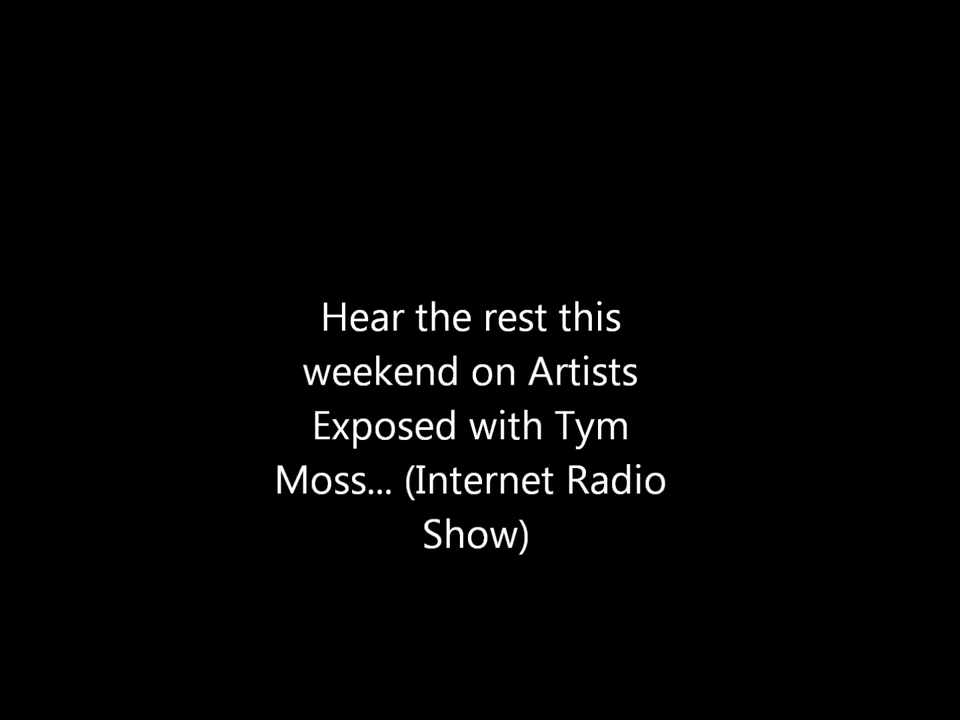 Hear the rest this
weekend on Artists
Exposed with Tym
Moss... (Internet Radio
Show)